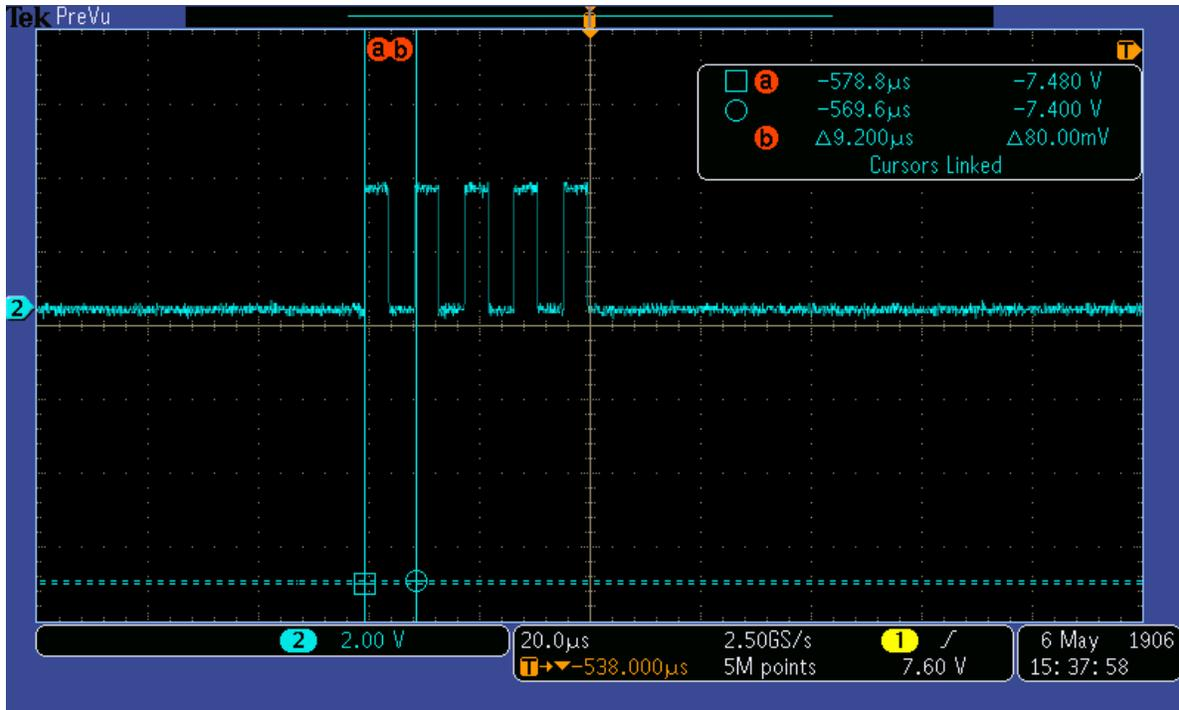 Tek PreVu
T
a b
T
a −578.8μs −7.480 V
−569.6μs −7.400 V
b Δ9.200μs Δ80.00mV
Cursors Linked
2
2 2.00 V
20.0μs 2.50GS/s 1 7.60 V
T→▼−538.000μs 5M points
6 May 1906
15:37:58